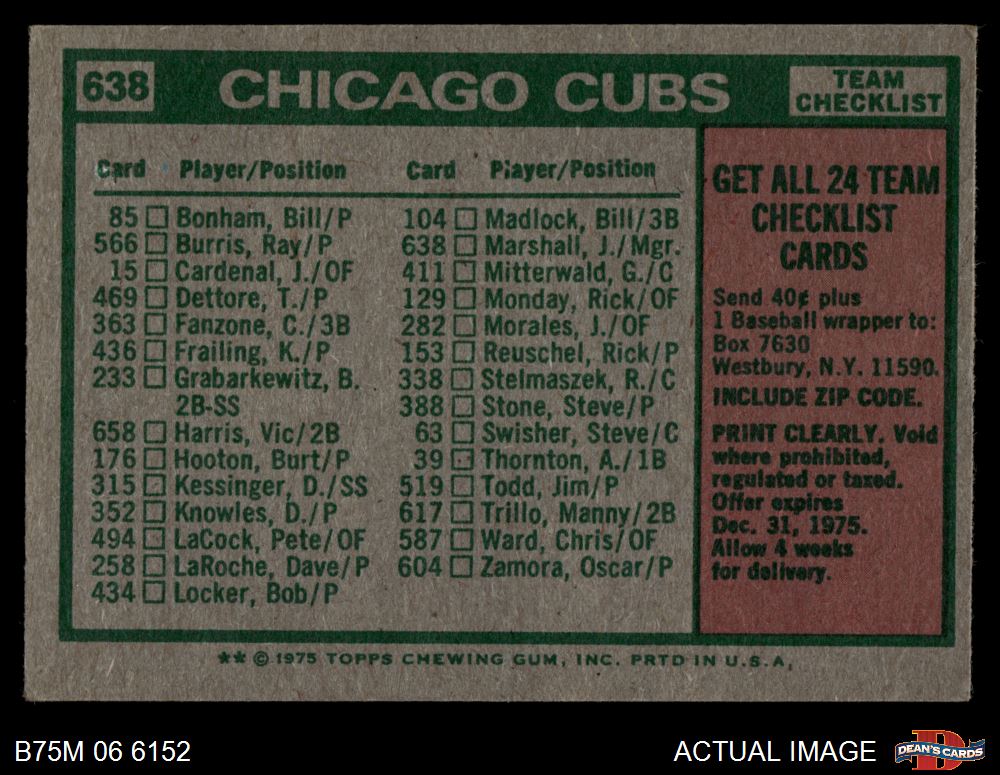 638
CHICAGO CUBS
TEAM
CHECKLIST
Card Player/Position
85 Bonham, Bill/P
566 Burris, Ray/P
15 Cardenal, J./OF
469 Dettore, T./P
363 Fanzone, C./3B
436 Frailing, K./P
233 Grabarkewitz, B.
2B-SS
658 Harris, Vic/2B
176 Hooton, Burt/P
315 Kessinger, D./SS
352 Knowles, D./P
494 LaCock, Pete/OF
258 LaRoche, Dave/P
434 Locker, Bob/P
Card Player/Position
104 Madlock, Bill/3B
638 Marshall, J./Mgr.
411 Mitterwald, G./C
129 Monday, Rick/OF
282 Morales, J./OF
153 Reuschel, Rick/P
338 Stelmaszek, R./C
388 Stone, Steve/P
63 Swisher, Steve/C
39 Thornton, A./1B
519 Todd, Jim/P
617 Trillo, Manny/2B
587 Ward, Chris/OF
604 Zamora, Oscar/P
GET ALL 24 TEAM
CHECKLIST
CARDS
Send 40¢ plus
1 Baseball wrapper to:
Box 7630
Westbury, N.Y. 11590.
INCLUDE ZIP CODE.
PRINT CLEARLY. Void
where prohibited,
regulated or taxed.
Offer expires
Dec. 31, 1975.
Allow 4 weeks
for delivery.
** © 1975 TOPPS CHEWING GUM, INC. PRTD IN U.S.A.
B75M 06 6152
ACTUAL IMAGE
D
DEAN'S CARDS